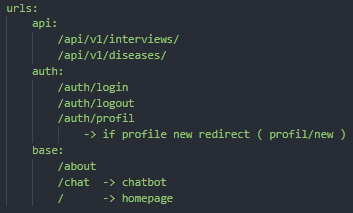 urls:
    api:
        /api/v1/interviews/
        /api/v1/diseases/
    auth:
        /auth/login
        /auth/logout
        /auth/profil
            -> if profile new redirect ( profil/new )
    base:
        /about
        /chat  -> chatbot
        /      -> homepage